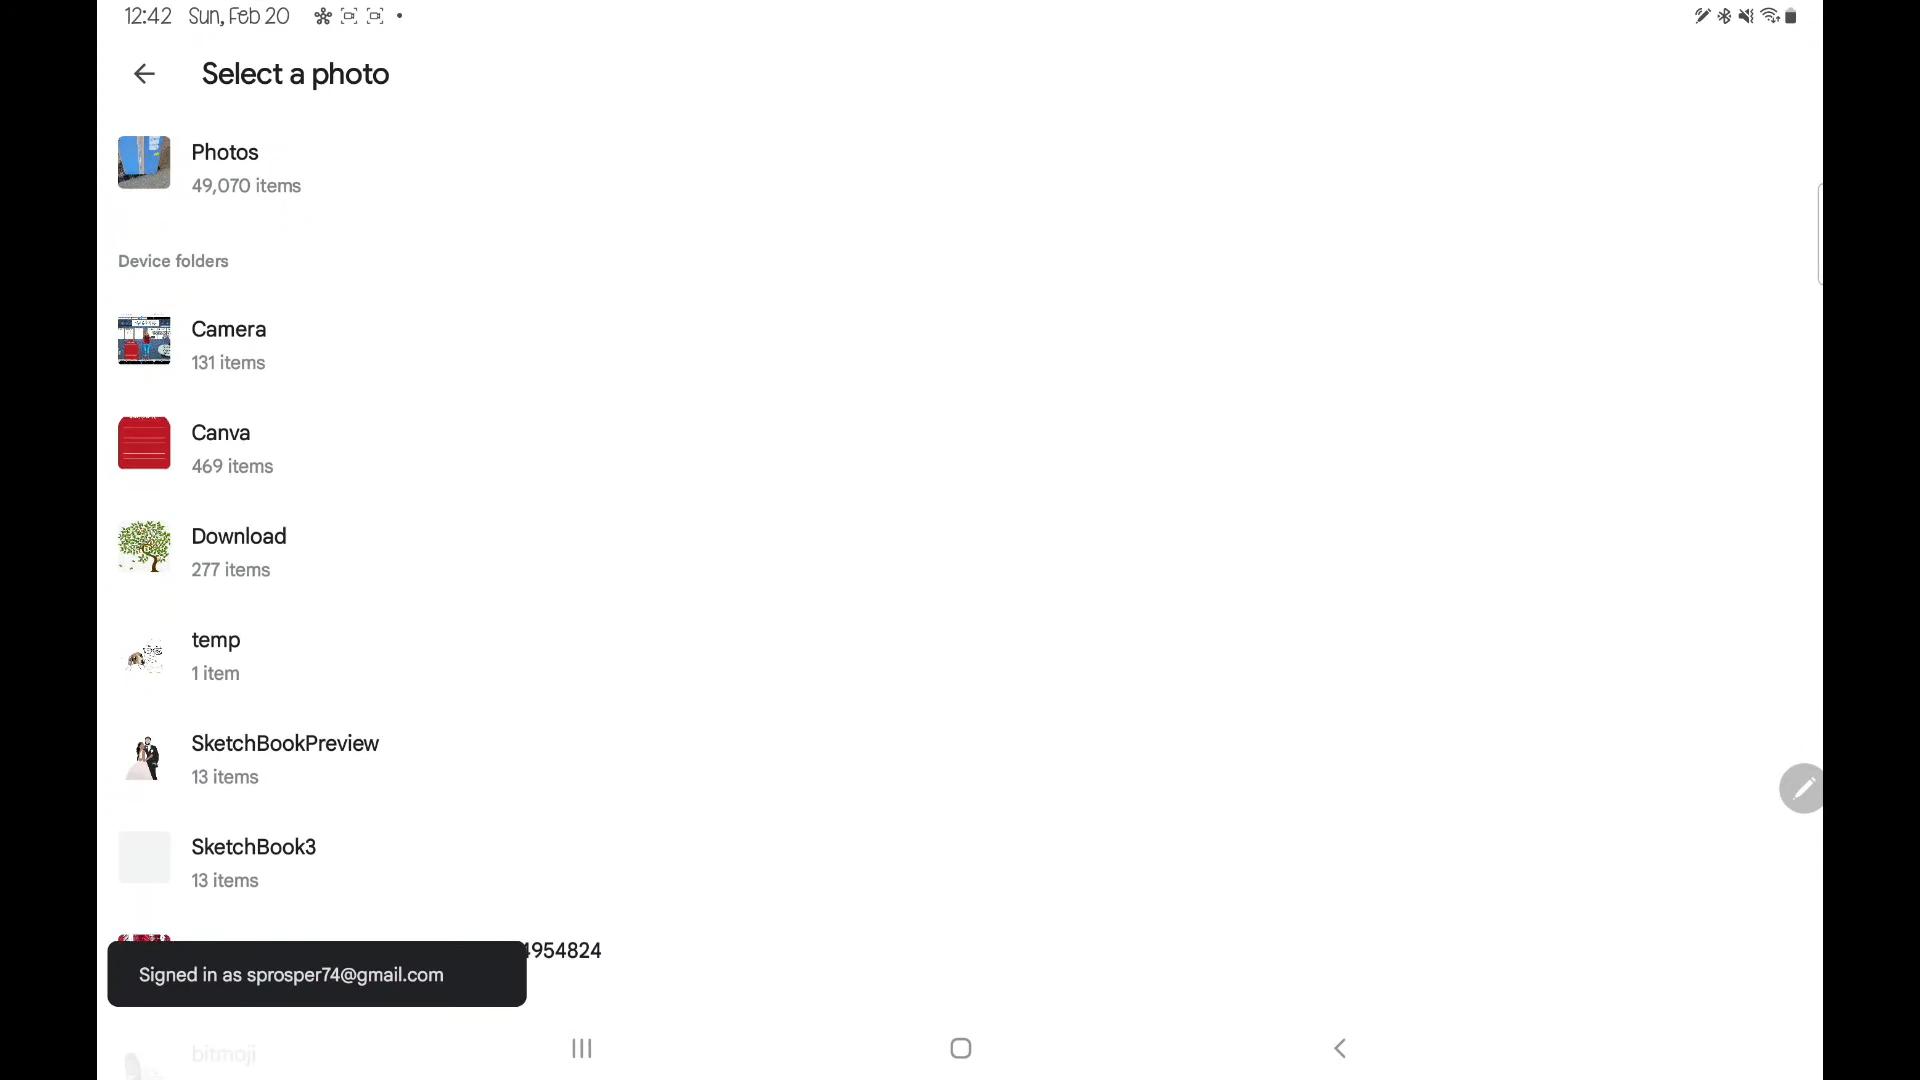 12:42 Sun, Feb 20
Select a photo
Photos
49,070 items
Device folders
Camera
131 items
Canva
469 items
Download
277 items
temp
1 item
SketchBookPreview
13 items
SketchBook3
13 items
4954824
Signed in as sprosper74@gmail.com
bitmoji